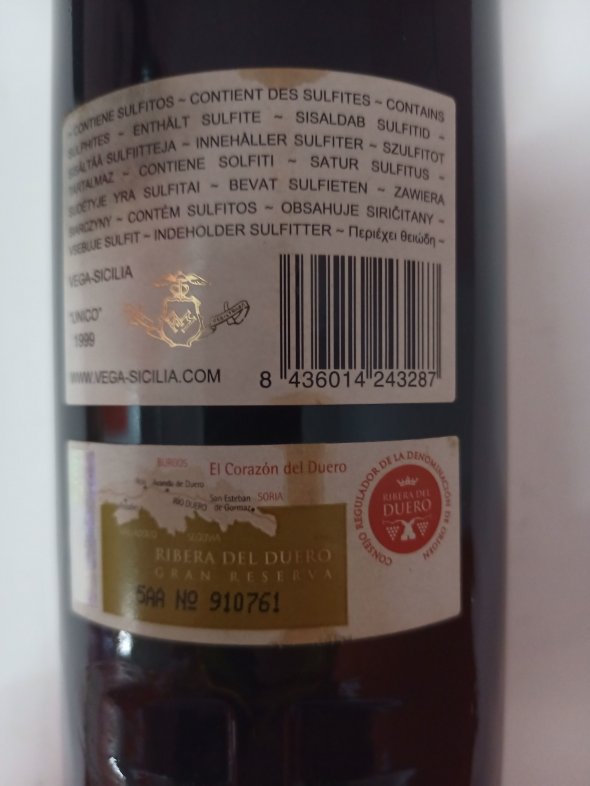 ~ CONTIENE SULFITOS ~ CONTIENT DES SULFITES ~ CONTAINS
SULPHITES ~ ENTHÄLT SULFITE ~ SISALDAB SULFITID ~
SISÄLTÄÄ SULFIITTEJA ~ INNEHÅLLER SULFITER ~ SZULFITOT
TARTALMAZ ~ CONTIENE SOLFITI ~ SATUR SULFITUS ~
SUDĖTYJE YRA SULFITAI ~ BEVAT SULFIETEN ~ ZAWIERA
SIARCZYNY ~ CONTÉM SULFITOS ~ OBSAHUJE SIRIČITANY ~
VSEBUJE SULFIT ~ INDEHOLDER SULFITTER ~ Περιέχει θειώδη ~
VEGA-SICILIA
"UNICO"
1999
WWW.VEGA-SICILIA.COM
8 436014 243287
BURGOS El Corazón del Duero
Aranda de Duero
RIO DUERO San Esteban de Gormaz SORIA
SEGOVIA
RIBERA DEL DUERO
GRAN RESERVA
5AA Nº 910761
CONSEJO REGULADOR DE LA DENOMINACIÓN DE ORIGEN
RIBERA DEL
DUERO